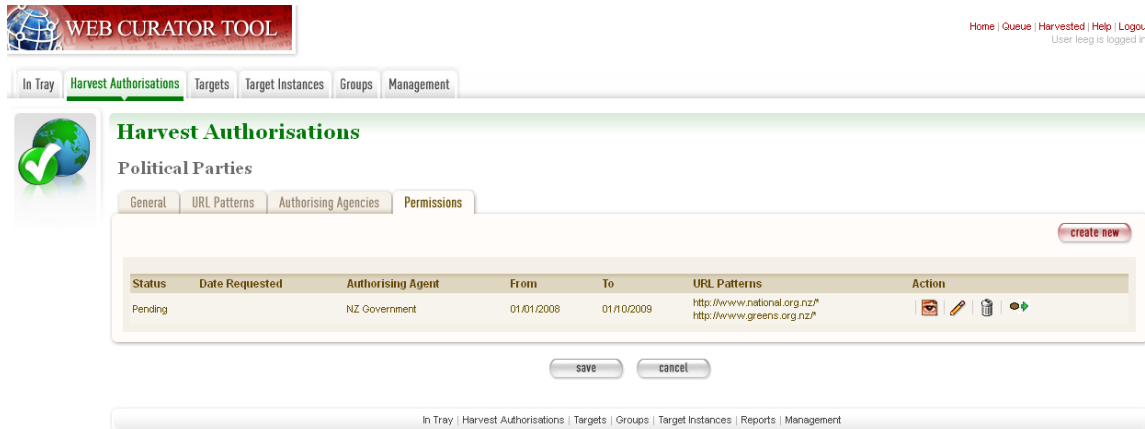 WEB CURATOR TOOL
Home | Queue | Harvested | Help | Logou
User leeg is logged in
In Tray Harvest Authorisations Targets Target Instances Groups Management
Harvest Authorisations
Political Parties
General URL Patterns Authorising Agencies Permissions
create new
Status Date Requested Authorising Agent From To URL Patterns Action
Pending NZ Government 01/01/2008 01/10/2009 http://www.national.org.nz/*
http://www.greens.org.nz/*
save cancel
In Tray | Harvest Authorisations | Targets | Groups | Target Instances | Reports | Management